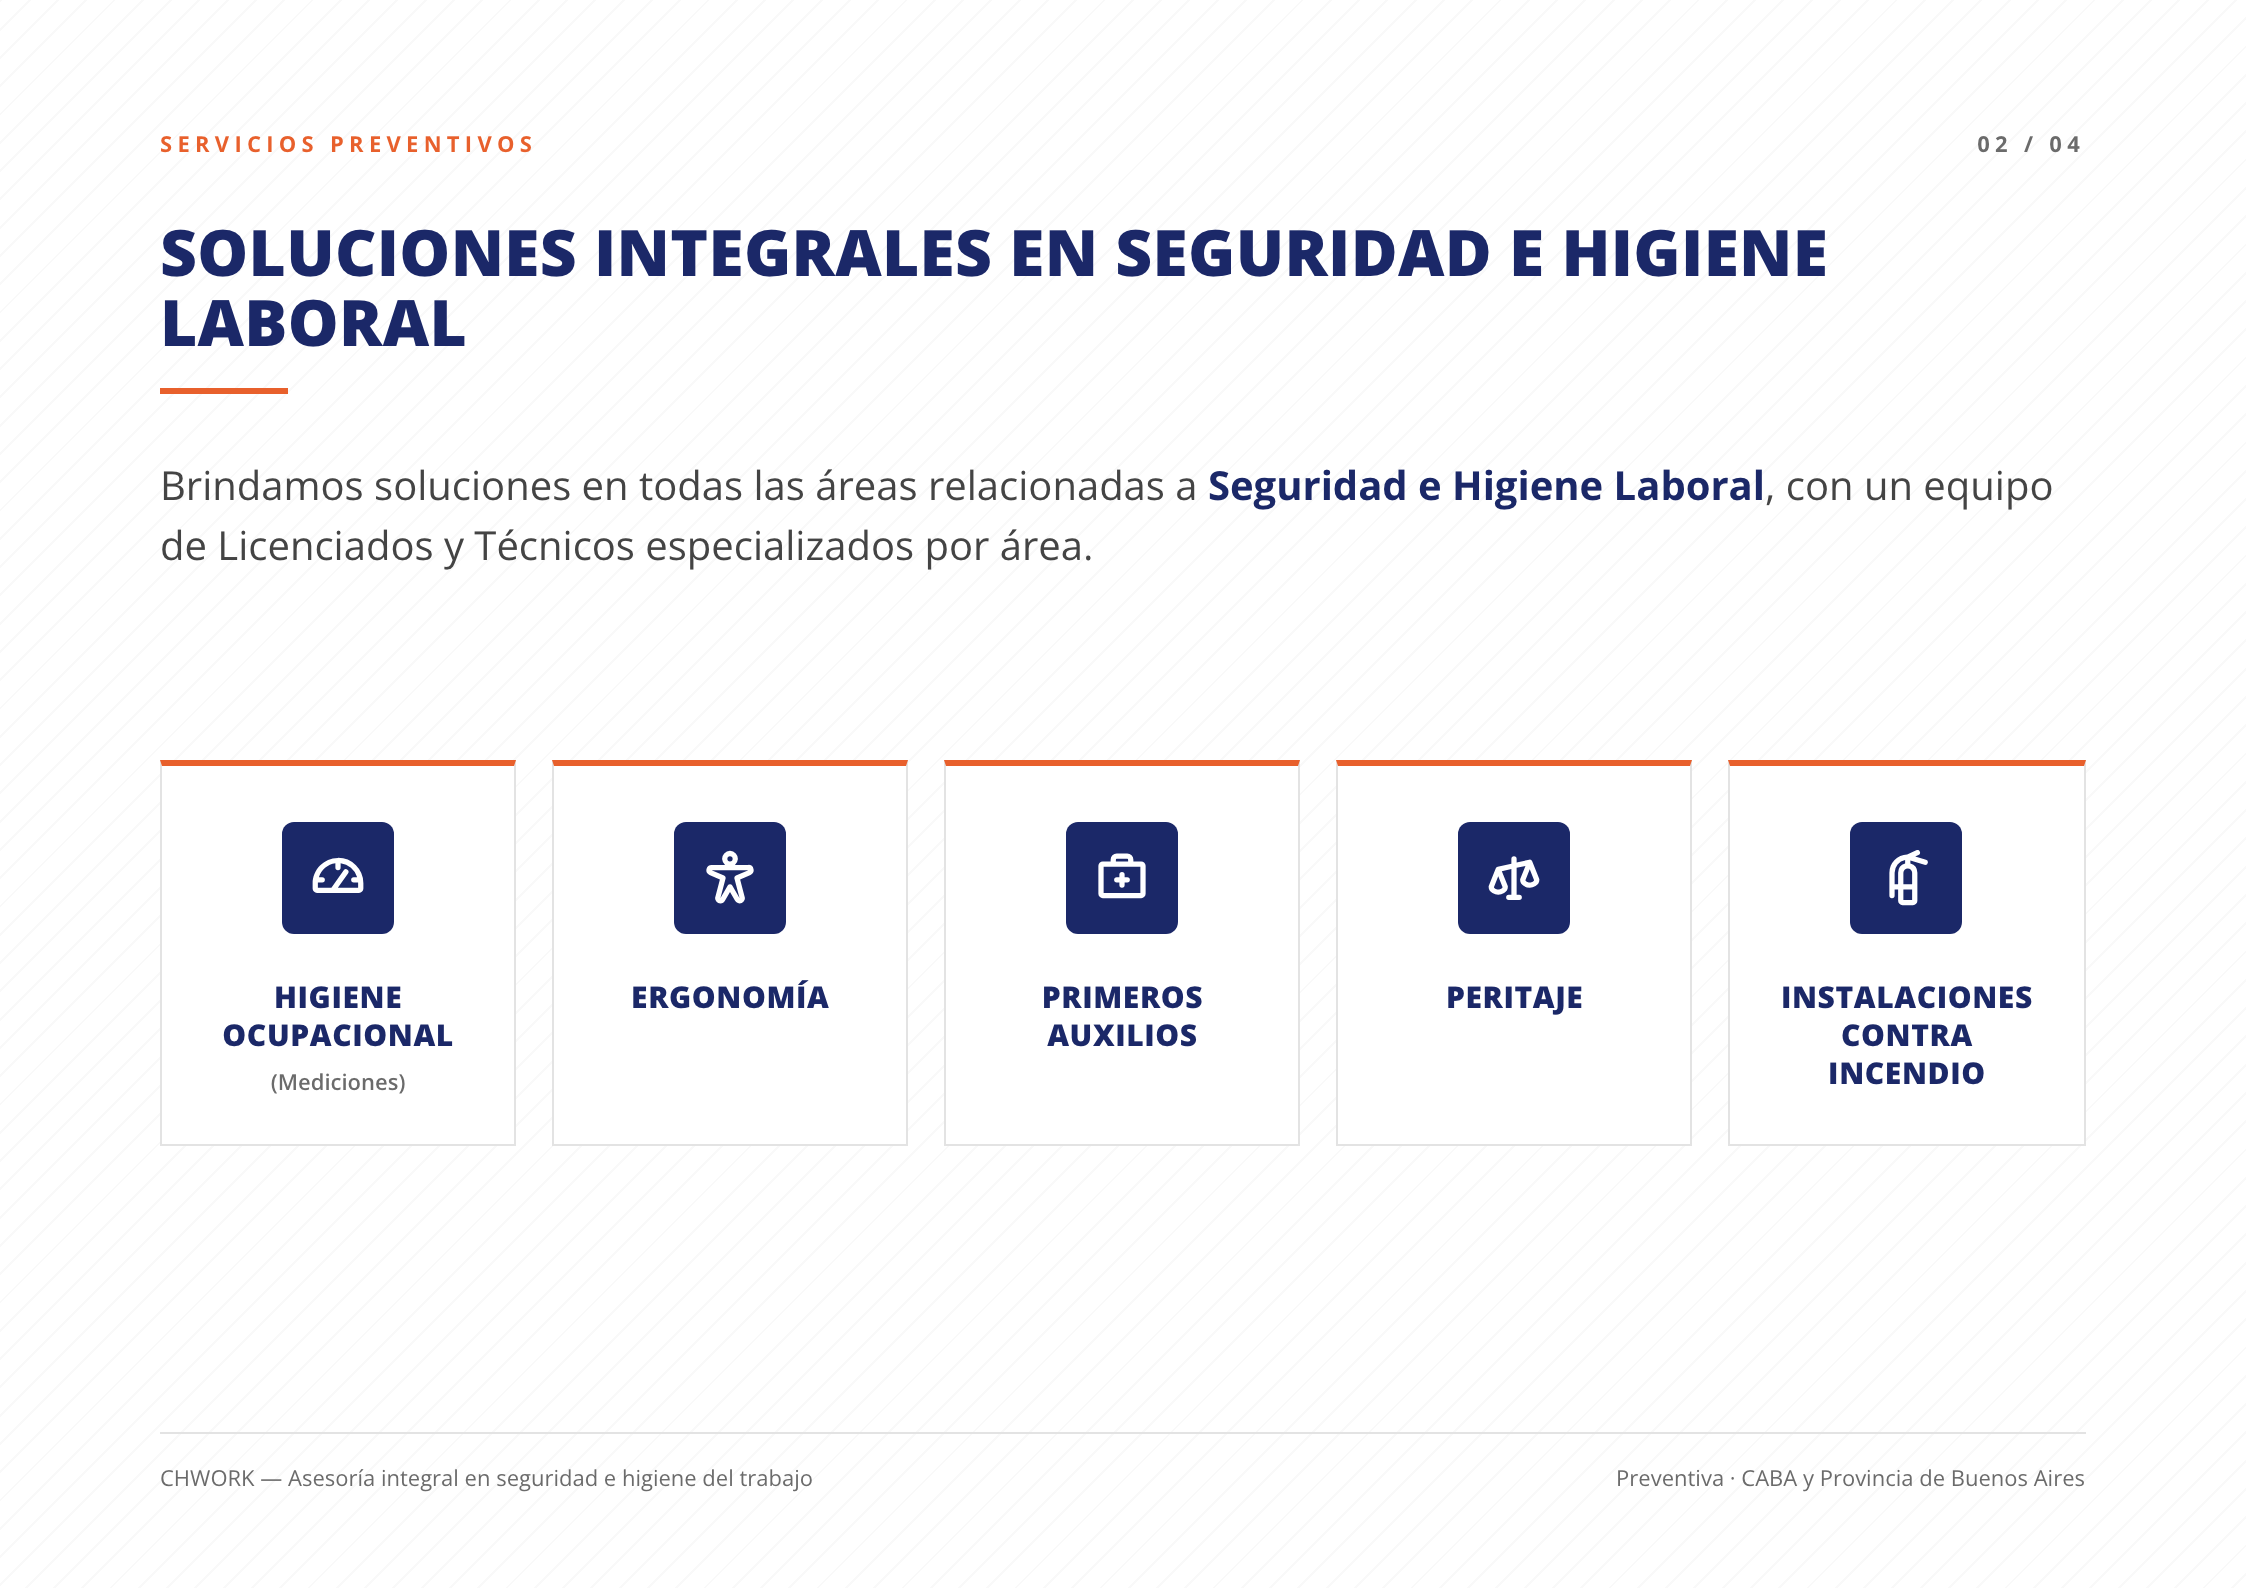 SERVICIOS PREVENTIVOS
02 / 04
SOLUCIONES INTEGRALES EN SEGURIDAD E HIGIENE
LABORAL
Brindamos soluciones en todas las áreas relacionadas a Seguridad e Higiene Laboral, con un equipo
de Licenciados y Técnicos especializados por área.
HIGIENE
OCUPACIONAL
(Mediciones)
ERGONOMÍA
PRIMEROS
AUXILIOS
PERITAJE
INSTALACIONES
CONTRA
INCENDIO
CHWORK — Asesoría integral en seguridad e higiene del trabajo
Preventiva · CABA y Provincia de Buenos Aires